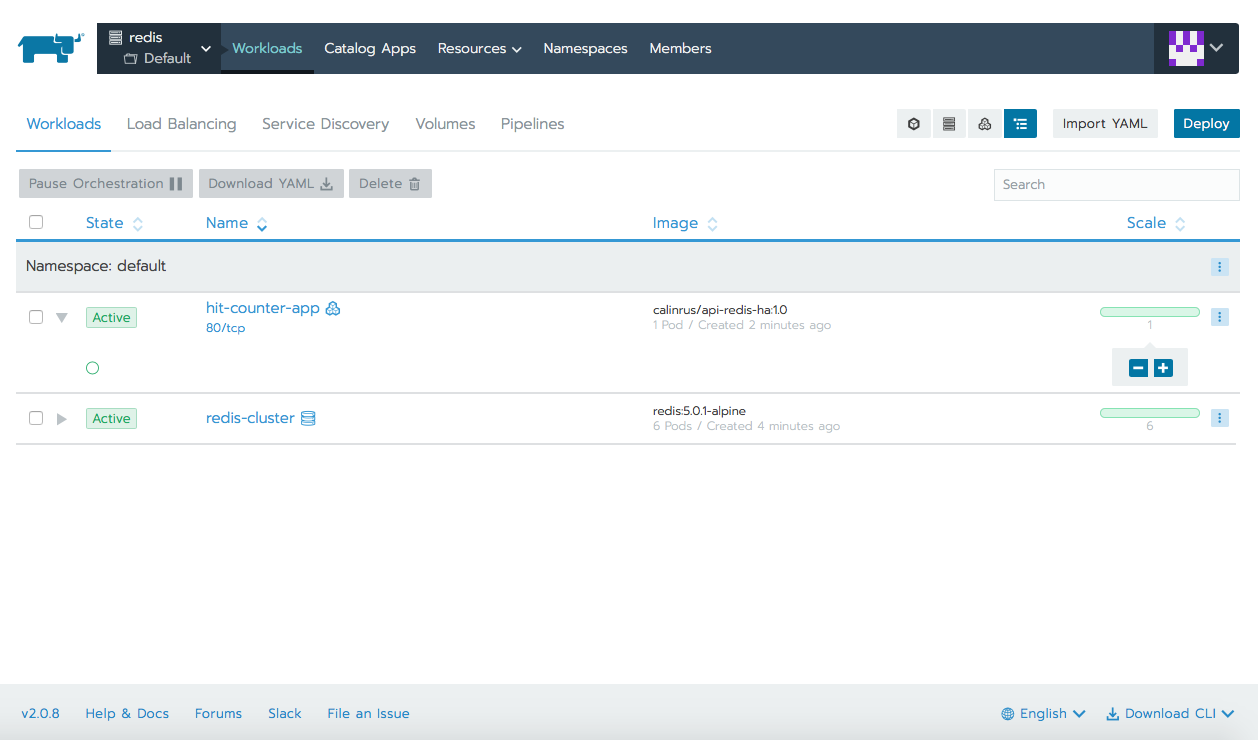 redis
Default
Workloads Catalog Apps Resources Namespaces Members
Workloads Load Balancing Service Discovery Volumes Pipelines Import YAML Deploy
Pause Orchestration Download YAML Delete Search
State Name Image Scale
Namespace: default
Active hit-counter-app calinrus/api-redis-ha:1.0
80/tcp 1 Pod / Created 2 minutes ago 1
Active redis-cluster redis:5.0.1-alpine
6 Pods / Created 4 minutes ago 6
v2.0.8 Help & Docs Forums Slack File an Issue English Download CLI